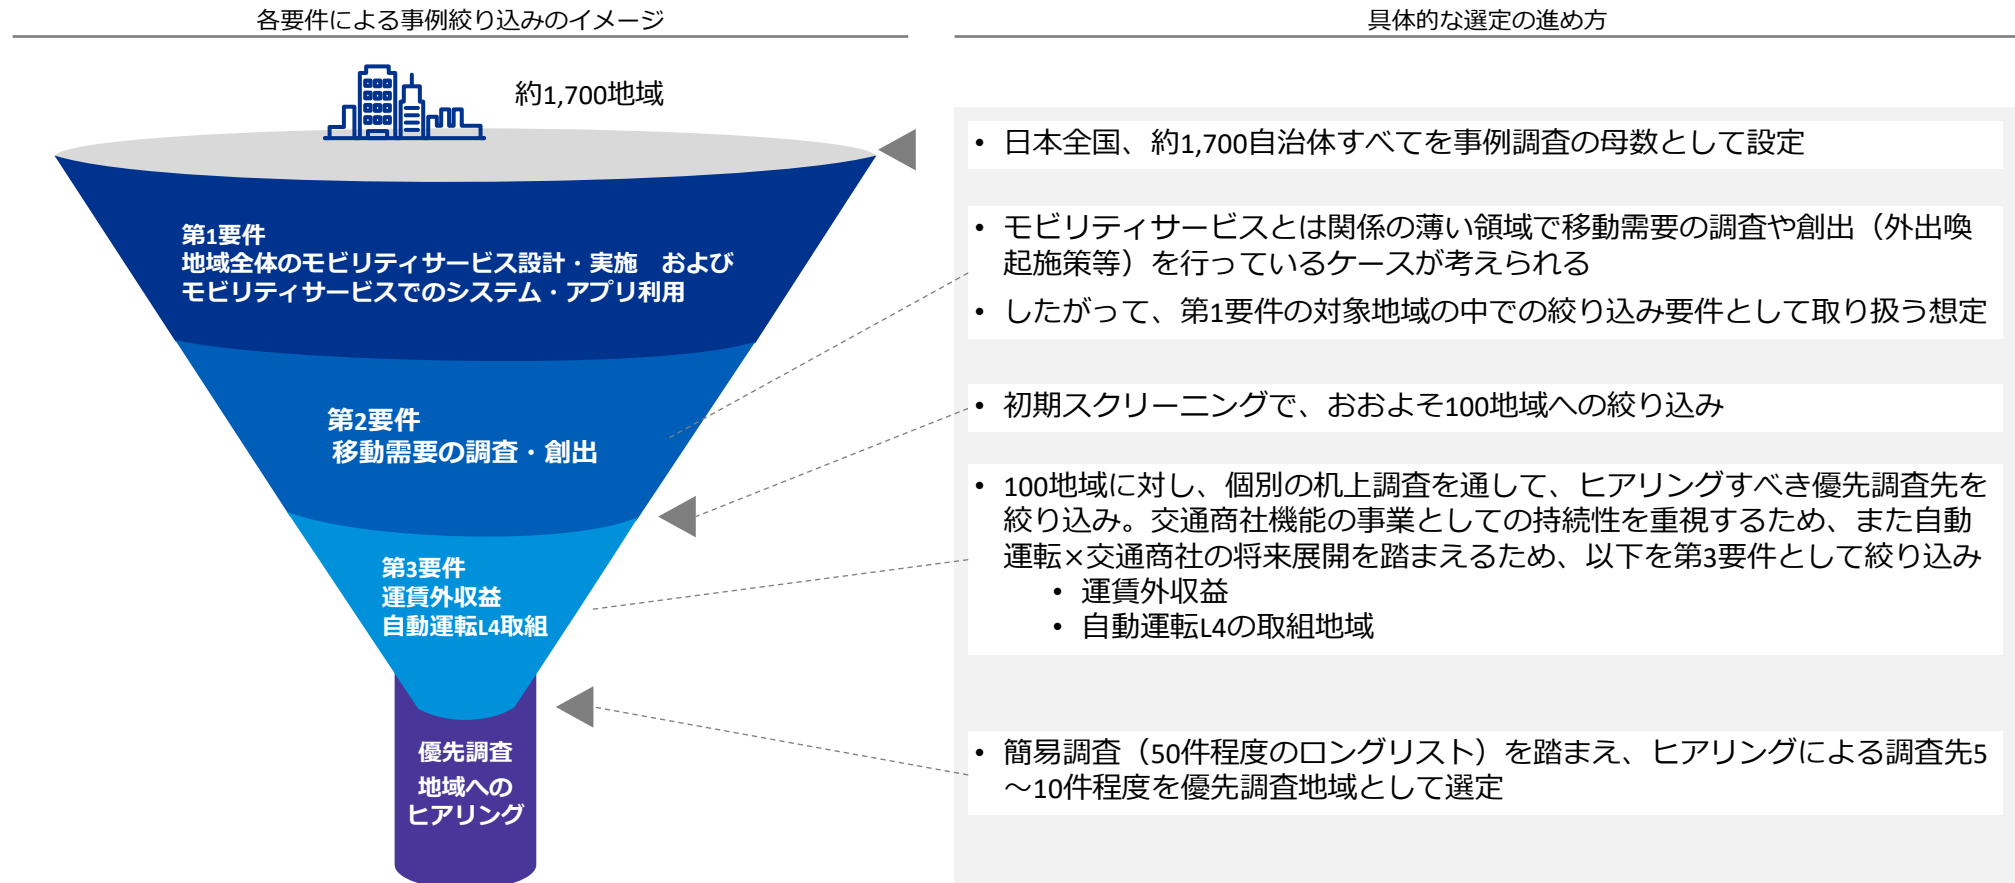 各要件による事例絞り込みのイメージ
約1,700地域
第1要件
地域全体のモビリティサービス設計・実施　および
モビリティサービスでのシステム・アプリ利用
第2要件
移動需要の調査・創出
第3要件
運賃外収益
自動運転L4取組
優先調査
地域への
ヒアリング
具体的な選定の進め方
• 日本全国、約1,700自治体すべてを事例調査の母数として設定
• モビリティサービスとは関係の薄い領域で移動需要の調査や創出（外出喚
起施策等）を行っているケースが考えられる
• したがって、第1要件の対象地域の中での絞り込み要件として取り扱う想定
• 初期スクリーニングで、おおよそ100地域への絞り込み
• 100地域に対し、個別の机上調査を通して、ヒアリングすべき優先調査先を
絞り込み。交通商社機能の事業としての持続性を重視するため、また自動
運転×交通商社の将来展開を踏まえるため、以下を第3要件として絞り込み
• 運賃外収益
• 自動運転L4の取組地域
• 簡易調査（50件程度のロングリスト）を踏まえ、ヒアリングによる調査先5
～10件程度を優先調査地域として選定